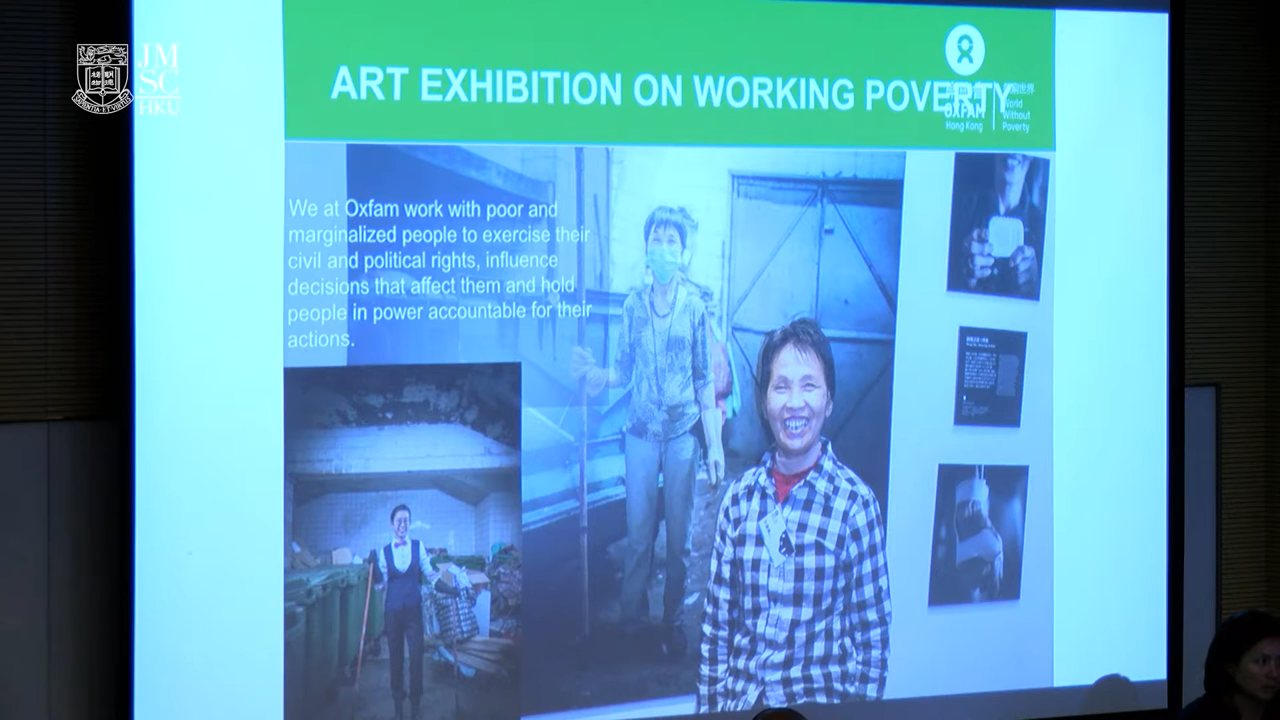 JM
SC
HKU
ART EXHIBITION ON WORKING POVERTY
OXFAM
Hong Kong
World
Without
Poverty
We at Oxfam work with poor and
marginalized people to exercise their
civil and political rights, influence
decisions that affect them and hold
people in power accountable for their
actions.